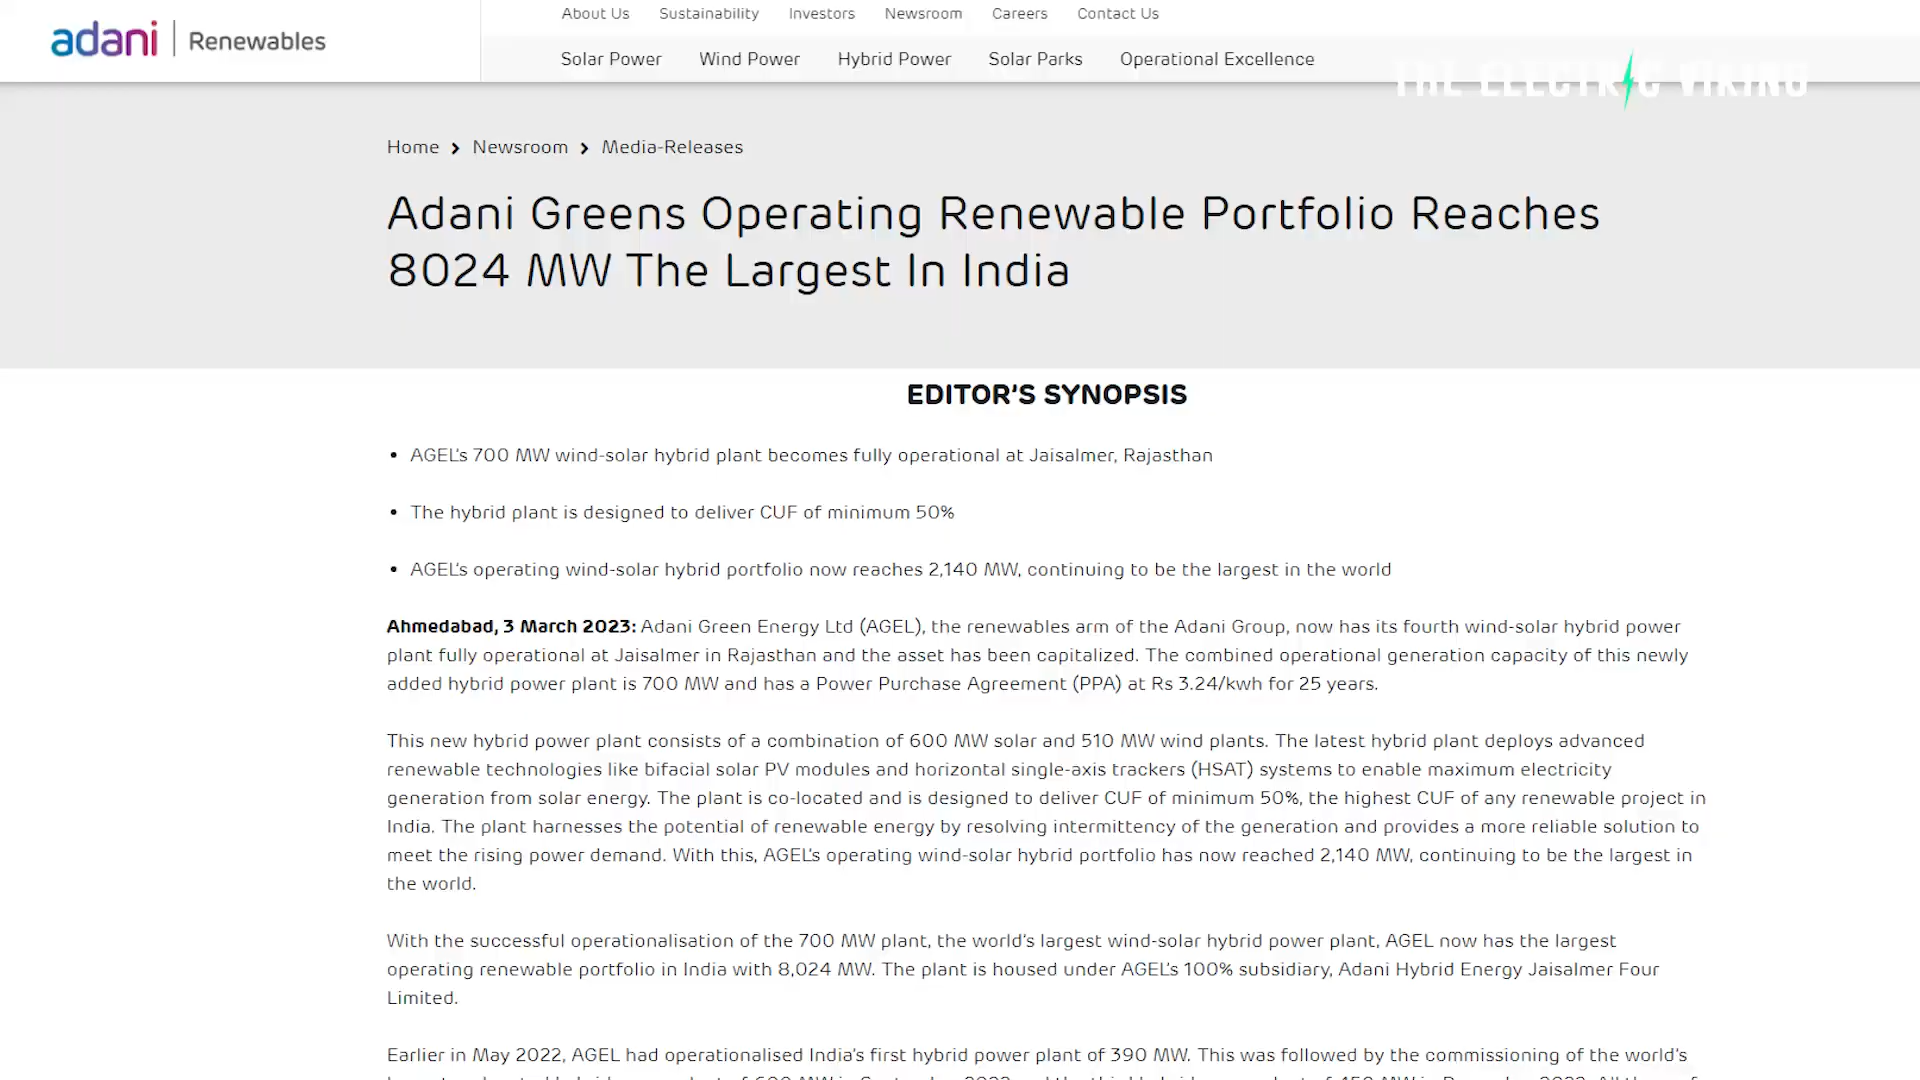 About Us Sustainability Investors Newsroom Careers Contact Us
adani | Renewables
Solar Power Wind Power Hybrid Power Solar Parks Operational Excellence
THE ELECTRIC VIKING
Home > Newsroom > Media-Releases
Adani Greens Operating Renewable Portfolio Reaches
8024 MW The Largest In India
EDITOR'S SYNOPSIS
• AGEL's 700 MW wind-solar hybrid plant becomes fully operational at Jaisalmer, Rajasthan
• The hybrid plant is designed to deliver CUF of minimum 50%
• AGEL's operating wind-solar hybrid portfolio now reaches 2,140 MW, continuing to be the largest in the world
Ahmedabad, 3 March 2023: Adani Green Energy Ltd (AGEL), the renewables arm of the Adani Group, now has its fourth wind-solar hybrid power
plant fully operational at Jaisalmer in Rajasthan and the asset has been capitalized. The combined operational generation capacity of this newly
added hybrid power plant is 700 MW and has a Power Purchase Agreement (PPA) at Rs 3.24/kwh for 25 years.
This new hybrid power plant consists of a combination of 600 MW solar and 510 MW wind plants. The latest hybrid plant deploys advanced
renewable technologies like bifacial solar PV modules and horizontal single-axis trackers (HSAT) systems to enable maximum electricity
generation from solar energy. The plant is co-located and is designed to deliver CUF of minimum 50%, the highest CUF of any renewable project in
India. The plant harnesses the potential of renewable energy by resolving intermittency of the generation and provides a more reliable solution to
meet the rising power demand. With this, AGEL's operating wind-solar hybrid portfolio has now reached 2,140 MW, continuing to be the largest in
the world.
With the successful operationalisation of the 700 MW plant, the world's largest wind-solar hybrid power plant, AGEL now has the largest
operating renewable portfolio in India with 8,024 MW. The plant is housed under AGEL's 100% subsidiary, Adani Hybrid Energy Jaisalmer Four
Limited.
Earlier in May 2022, AGEL had operationalised India's first hybrid power plant of 390 MW. This was followed by the commissioning of the world's